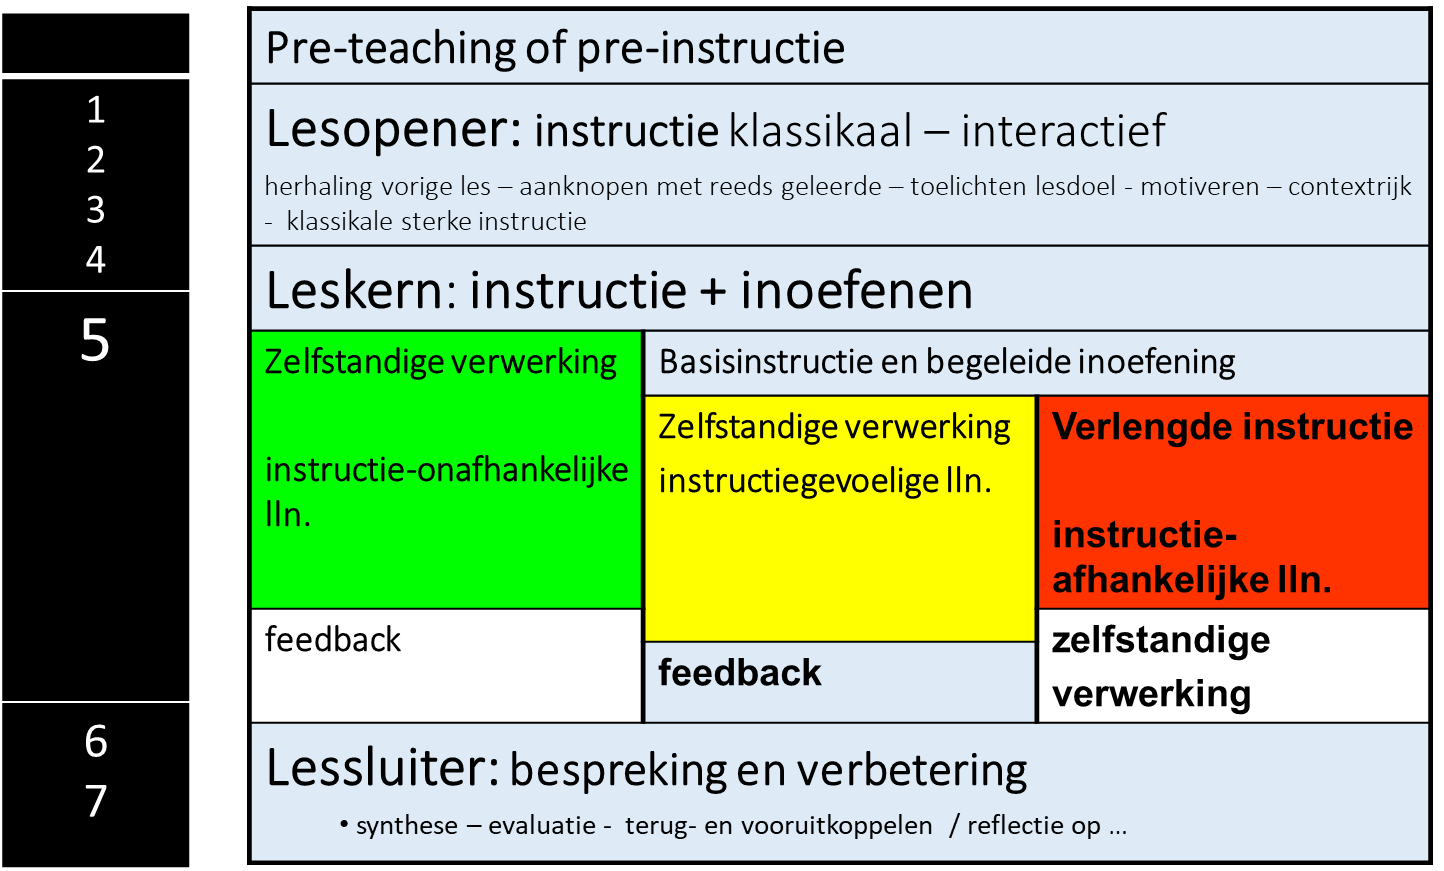 Pre-teaching of pre-instructie
1
2
3
4
Lesopener: instructie klassikaal – interactief
herhaling vorige les – aanknopen met reeds geleerde – toelichten lesdoel - motiveren – contextrijk
- klassikale sterke instructie
5
Leskern: instructie + inoefenen
Zelfstandige verwerking
instructie-onafhankelijke
lln.
feedback
Basisinstructie en begeleide inoefening
Zelfstandige verwerking
instructiegevoelige lln.
feedback
Verlengde instructie
instructie-
afhankelijke lln.
zelfstandige
verwerking
6
7
Lessluiter: bespreking en verbetering
• synthese – evaluatie - terug- en vooruitkoppelen / reflectie op ...